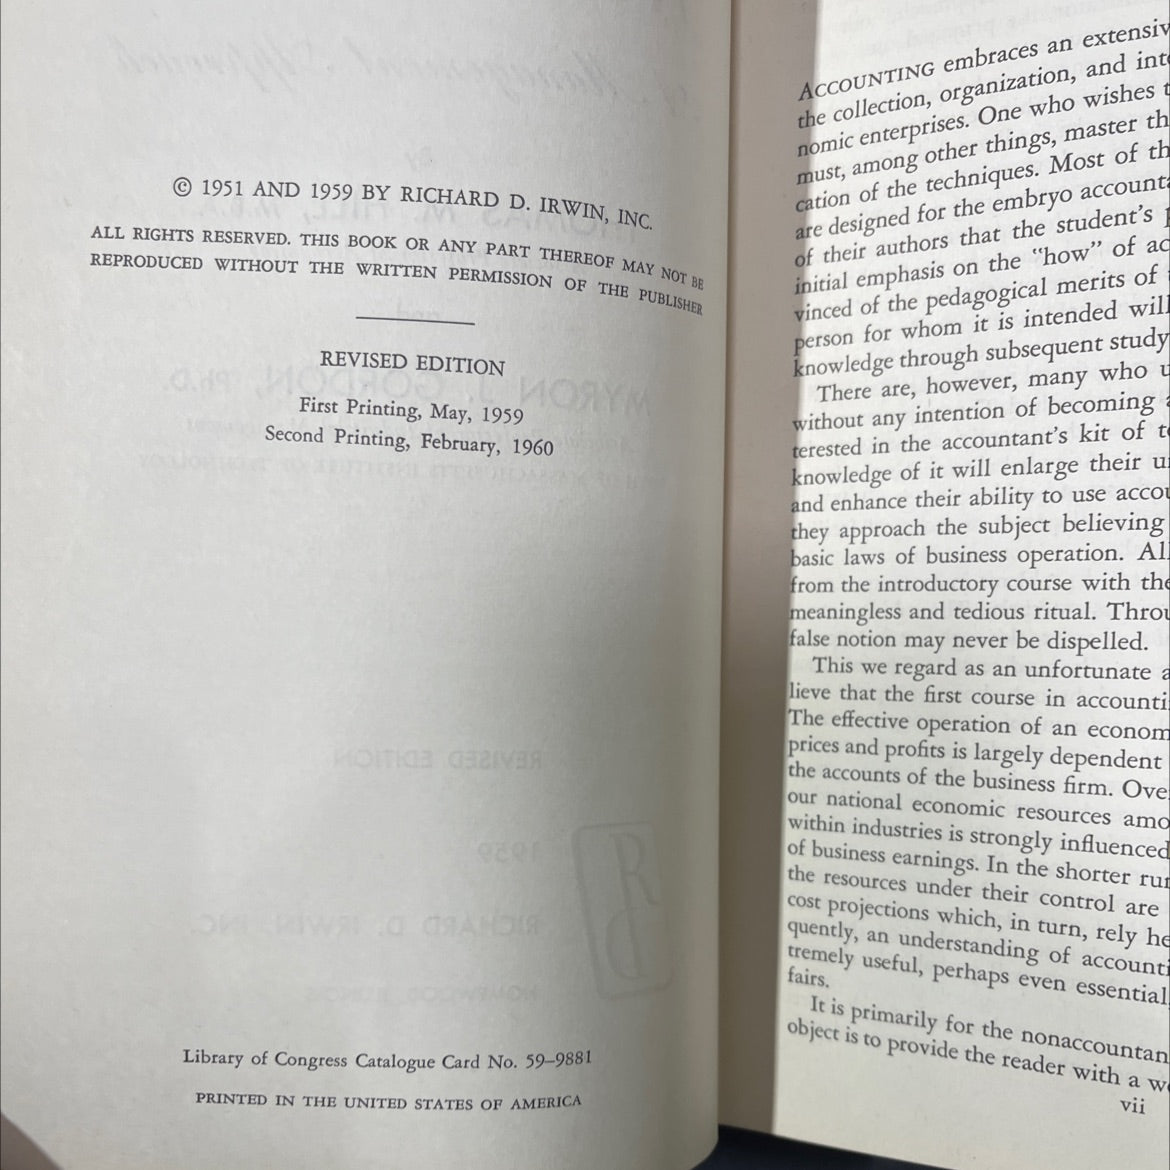 © 1951 AND 1959 BY RICHARD D. IRWIN, INC.
ALL RIGHTS RESERVED. THIS BOOK OR ANY PART THEREOF MAY NOT BE
REPRODUCED WITHOUT THE WRITTEN PERMISSION OF THE PUBLISHER
REVISED EDITION
First Printing, May, 1959
Second Printing, February, 1960
Library of Congress Catalogue Card No. 59–9881
PRINTED IN THE UNITED STATES OF AMERICA
ACCOUNTING embraces an extensiv
the collection, organization, and int
nomic enterprises. One who wishes t
must, among other things, master th
cation of the techniques. Most of th
are designed for the embryo account
of their authors that the student's
initial emphasis on the “how” of ac
vinced of the pedagogical merits of
person for whom it is intended will
knowledge through subsequent study
There are, however, many who u
without any intention of becoming a
terested in the accountant's kit of t
knowledge of it will enlarge their u
and enhance their ability to use accou
they approach the subject believing
basic laws of business operation. All
from the introductory course with the
meaningless and tedious ritual. Throu
false notion may never be dispelled.
This we regard as an unfortunate a
lieve that the first course in accounti
The effective operation of an econom
prices and profits is largely dependent
the accounts of the business firm. Ove
our national economic resources amo
within industries is strongly influenced
of business earnings. In the shorter run
the resources under their control are
cost projections which, in turn, rely he
quently, an understanding of accounti
tremely useful, perhaps even essential,
fairs.
It is primarily for the nonaccountan
object is to provide the reader with a w
vii